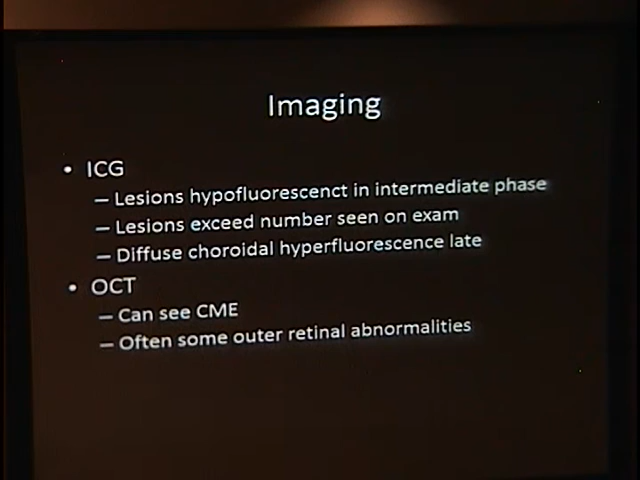 Imaging
• ICG
– Lesions hypofluorescenct in intermediate phase
– Lesions exceed number seen on exam
– Diffuse choroidal hyperfluorescence late
• OCT
– Can see CME
– Often some outer retinal abnormalities